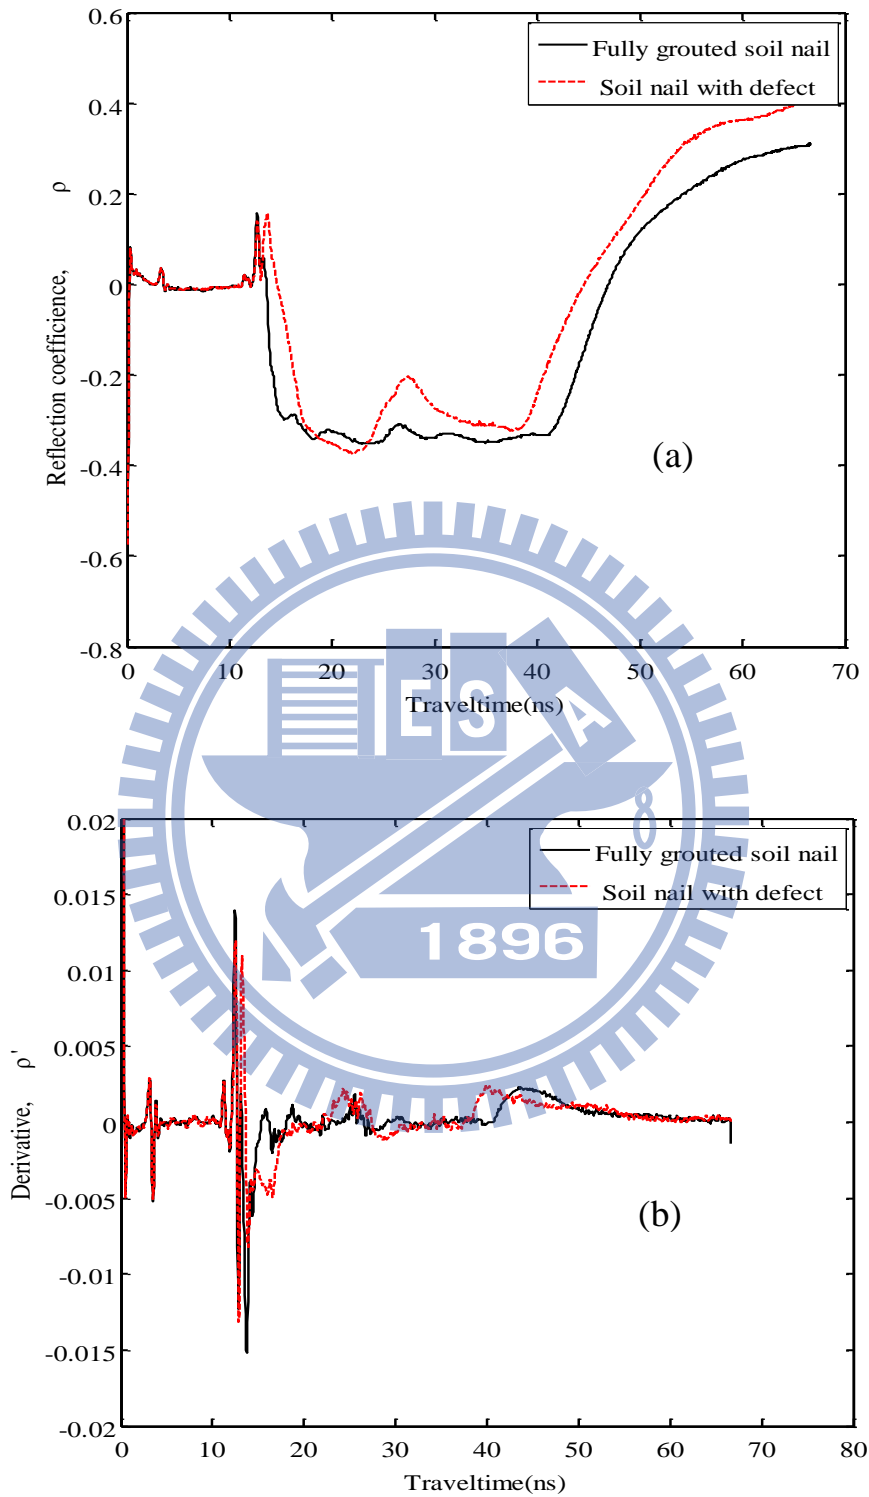 0.6
Fully grouted soil nail
Soil nail with defect
0.4
0.2
0
-0.2
-0.4
-0.6
-0.8
Reflection coefficience, ρ
(a)
0 10 20 30 40 50 60 70
Traveltime(ns)
ESA
8
1896
0.02
Fully grouted soil nail
Soil nail with defect
0.015
0.01
0.005
0
-0.005
-0.01
-0.015
-0.02
Derivative, ρ'
(b)
0 10 20 30 40 50 60 70 80
Traveltime(ns)